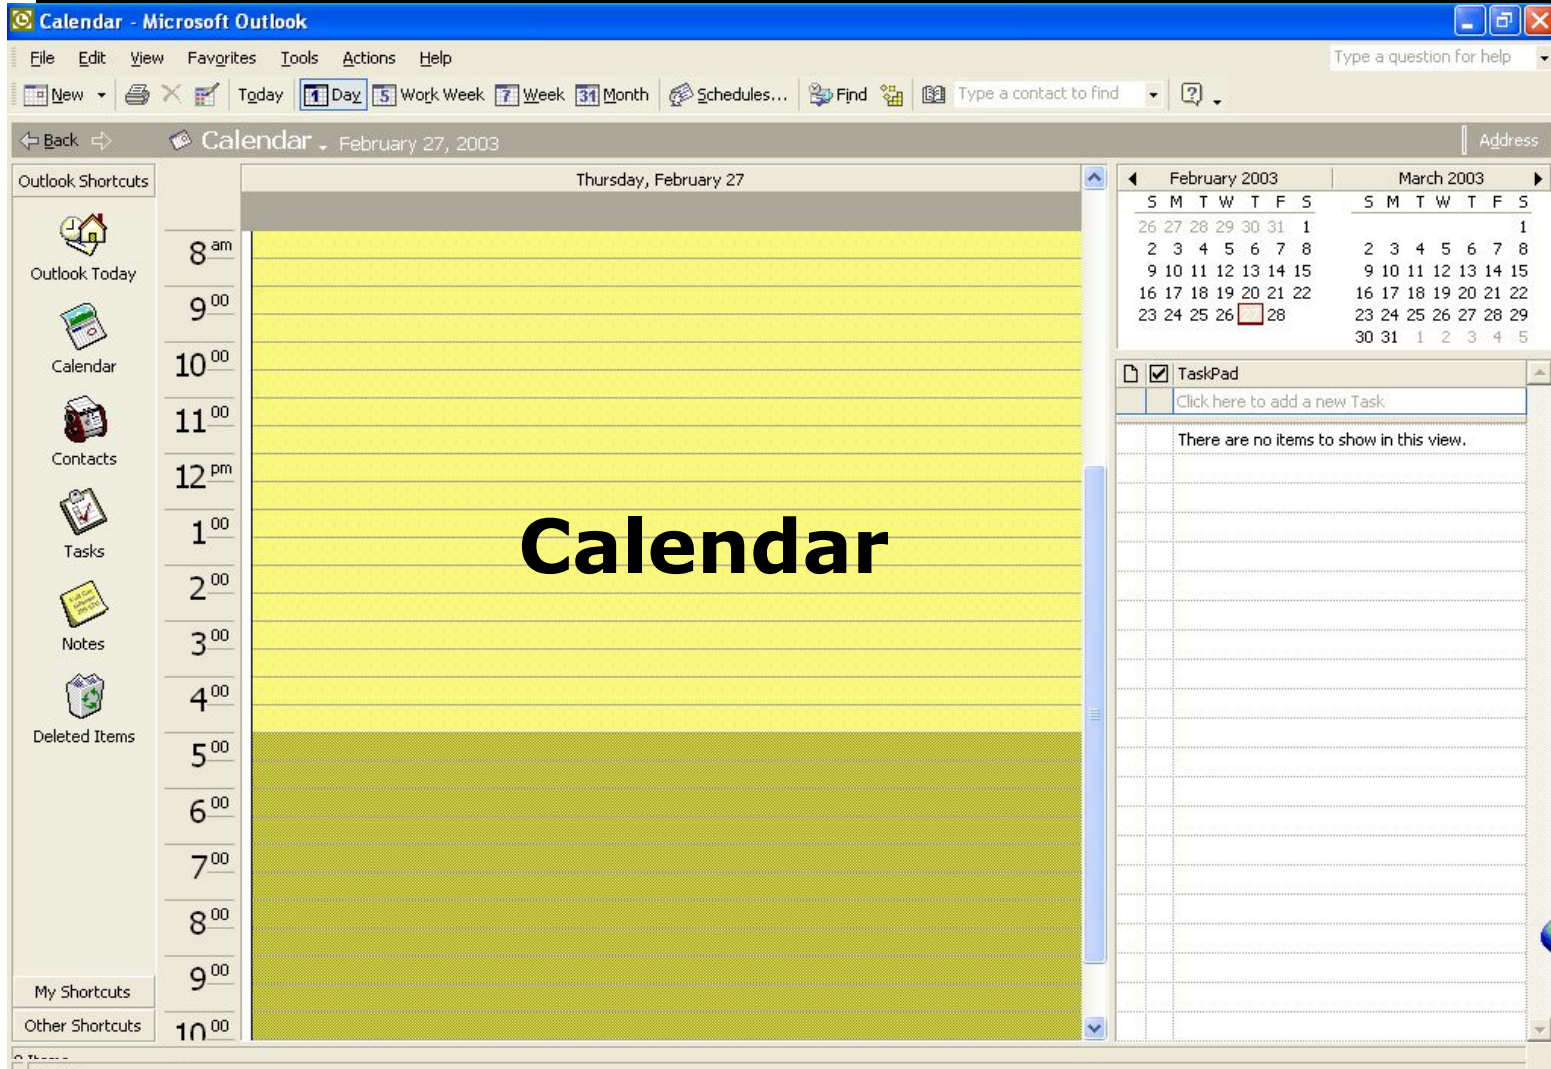 Calendar - Microsoft Outlook
File Edit View Favorites Tools Actions Help Type a question for help
New Today 1 Day 5 Work Week 7 Week 31 Month Schedules... Find Type a contact to find
Back Calendar February 27, 2003 Address
Outlook Shortcuts
Outlook Today
Calendar
Contacts
Tasks
Notes
Deleted Items
My Shortcuts
Other Shortcuts
Thursday, February 27
8 am
9 00
10 00
11 00
12 pm
1 00
2 00
3 00
4 00
5 00
6 00
7 00
8 00
9 00
10 00
Calendar
February 2003
S M T W T F S
26 27 28 29 30 31 1
2 3 4 5 6 7 8
9 10 11 12 13 14 15
16 17 18 19 20 21 22
23 24 25 26 27 28
March 2003
S M T W T F S
1
2 3 4 5 6 7 8
9 10 11 12 13 14 15
16 17 18 19 20 21 22
23 24 25 26 27 28 29
30 31 1 2 3 4 5
TaskPad
Click here to add a new Task
There are no items to show in this view.